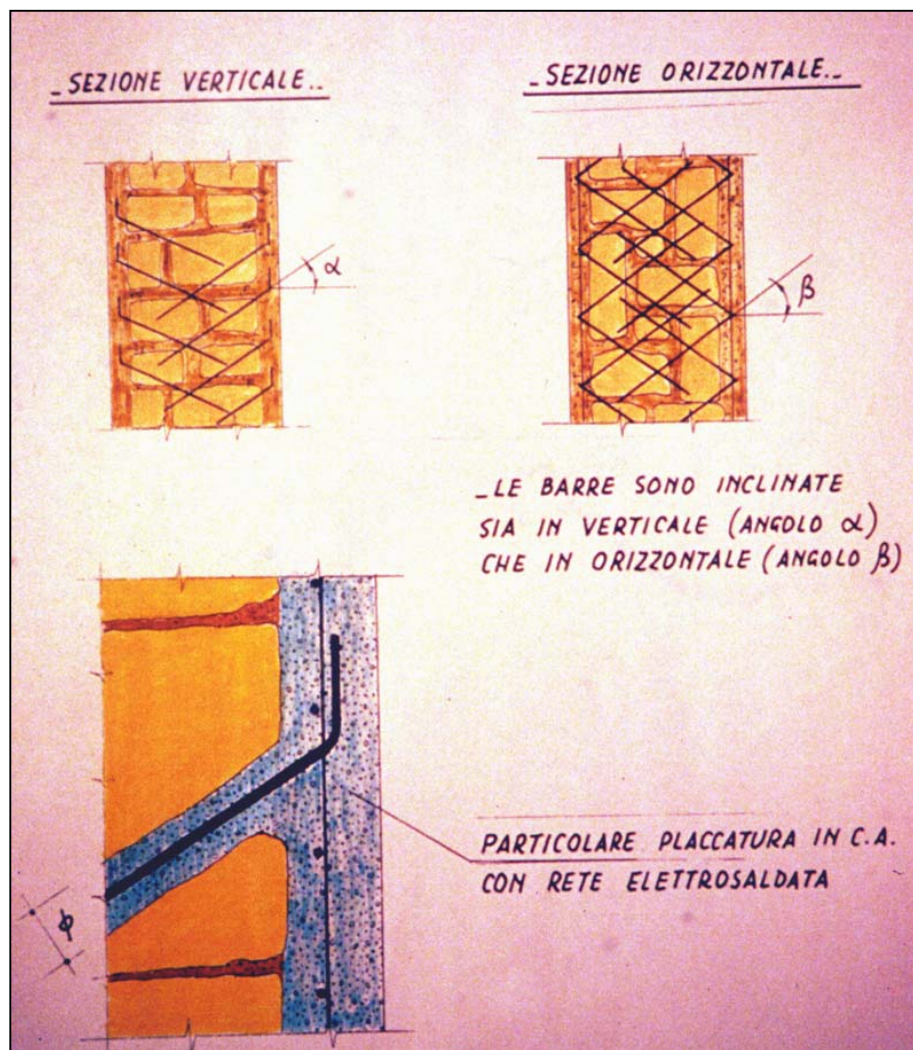 _SEZIONE VERTICALE._
_SEZIONE ORIZZONTALE._
α
β
_LE BARRE SONO INCLINATE
SIA IN VERTICALE (ANGOLO α)
CHE IN ORIZZONTALE (ANGOLO β)
PARTICOLARE PLACCATURA IN C.A.
CON RETE ELETTROSALDATA
ϕ